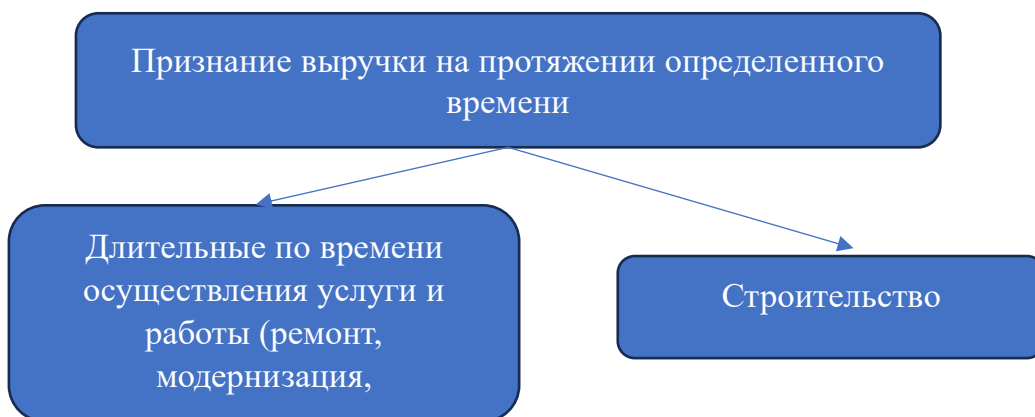 Признание выручки на протяжении определенного
времени
Длительные по времени
осуществления услуги и
работы (ремонт,
модернизация,
Строительство